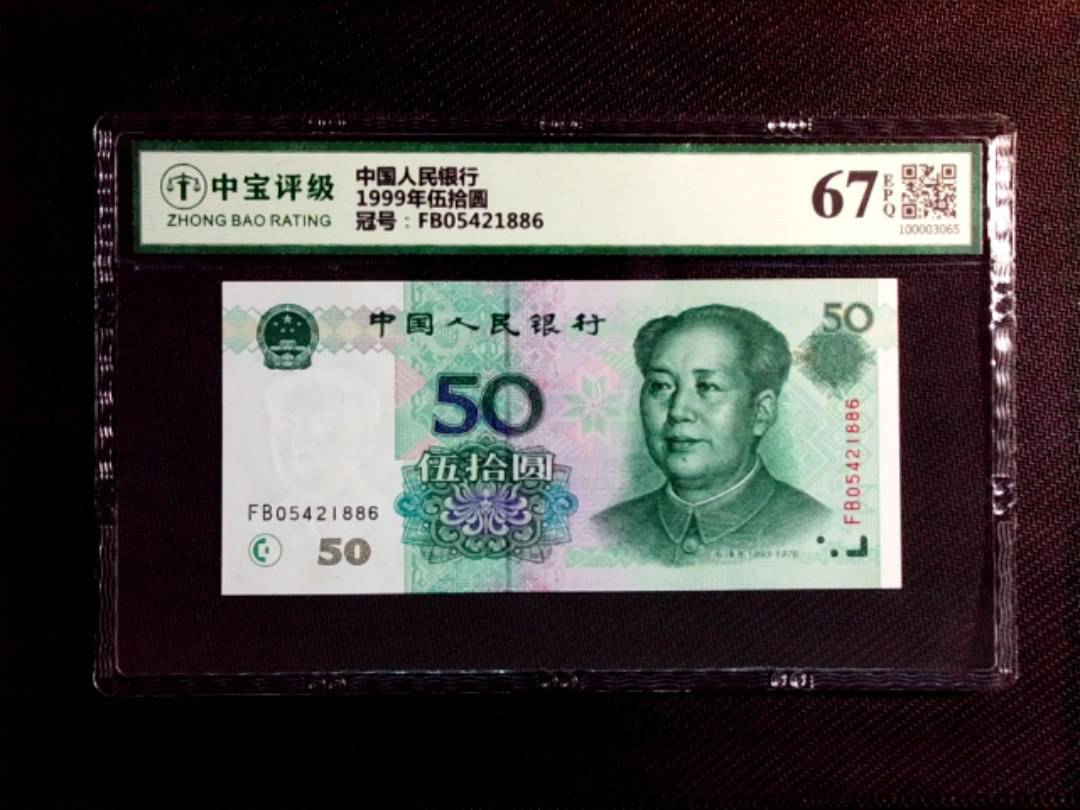 中宝评级
ZHONG BAO RATING
中国人民银行
1999年伍拾圆
冠号：FB05421886
67
EPQ
100003065
中国人民银行
50
50
伍拾圆
FB05421886
50
FB05421886